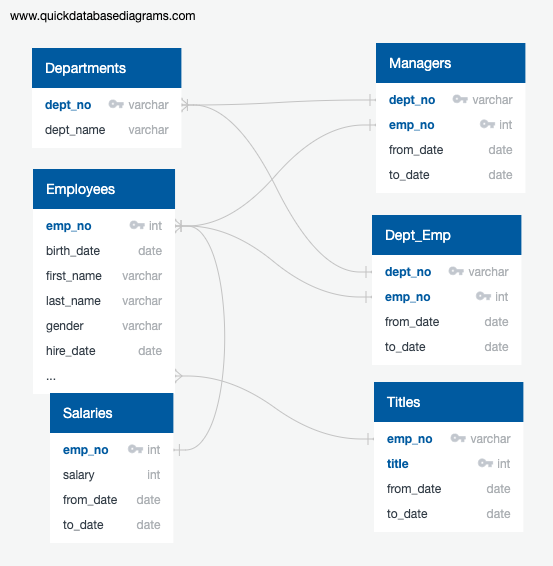 www.quickdatabasediagrams.com
Departments
dept_no varchar
dept_name varchar
Employees
emp_no int
birth_date date
first_name varchar
last_name varchar
gender varchar
hire_date date
...
Salaries
emp_no int
salary int
from_date date
to_date date
Managers
dept_no varchar
emp_no int
from_date date
to_date date
Dept_Emp
dept_no varchar
emp_no int
from_date date
to_date date
Titles
emp_no varchar
title int
from_date date
to_date date